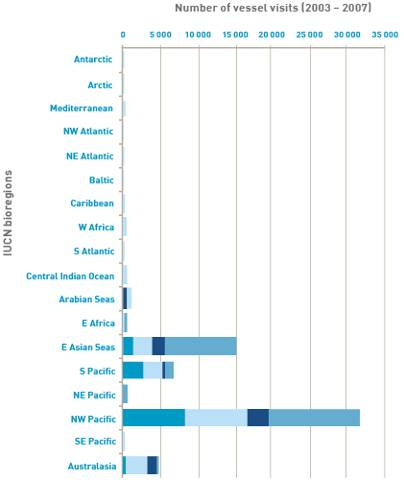 Number of vessel visits (2003 – 2007)
0 5 000 10 000 15 000 20 000 25 000 30 000 35 000
IUCN bioregions
Antarctic
Arctic
Mediterranean
NW Atlantic
NE Atlantic
Baltic
Caribbean
W Africa
S Atlantic
Central Indian Ocean
Arabian Seas
E Africa
E Asian Seas
S Pacific
NE Pacific
NW Pacific
SE Pacific
Australasia